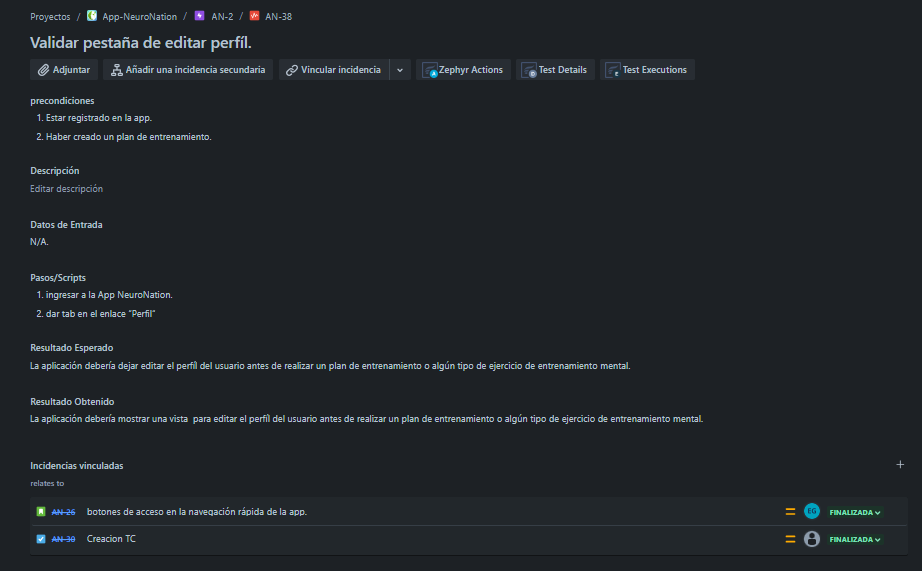 Proyectos / App-NeuroNation / AN-2 / AN-38
Validar pestaña de editar perfíl.
Adjuntar Añadir una incidencia secundaria Vincular incidencia Zephyr Actions Test Details Test Executions
precondiciones
1. Estar registrado en la app.
2. Haber creado un plan de entrenamiento.
Descripción
Editar descripción
Datos de Entrada
N/A.
Pasos/Scripts
1. ingresar a la App NeuroNation.
2. dar tab en el enlace “Perfil”
Resultado Esperado
La aplicación debería dejar editar el perfíl del usuario antes de realizar un plan de entrenamiento o algún tipo de ejercicio de entrenamiento mental.
Resultado Obtenido
La aplicación debería mostrar una vista para editar el perfíl del usuario antes de realizar un plan de entrenamiento o algún tipo de ejercicio de entrenamiento mental.
Incidencias vinculadas
relates to
AN-26 botones de acceso en la navegación rápida de la app. EG FINALIZADA
AN-30 Creacion TC FINALIZADA